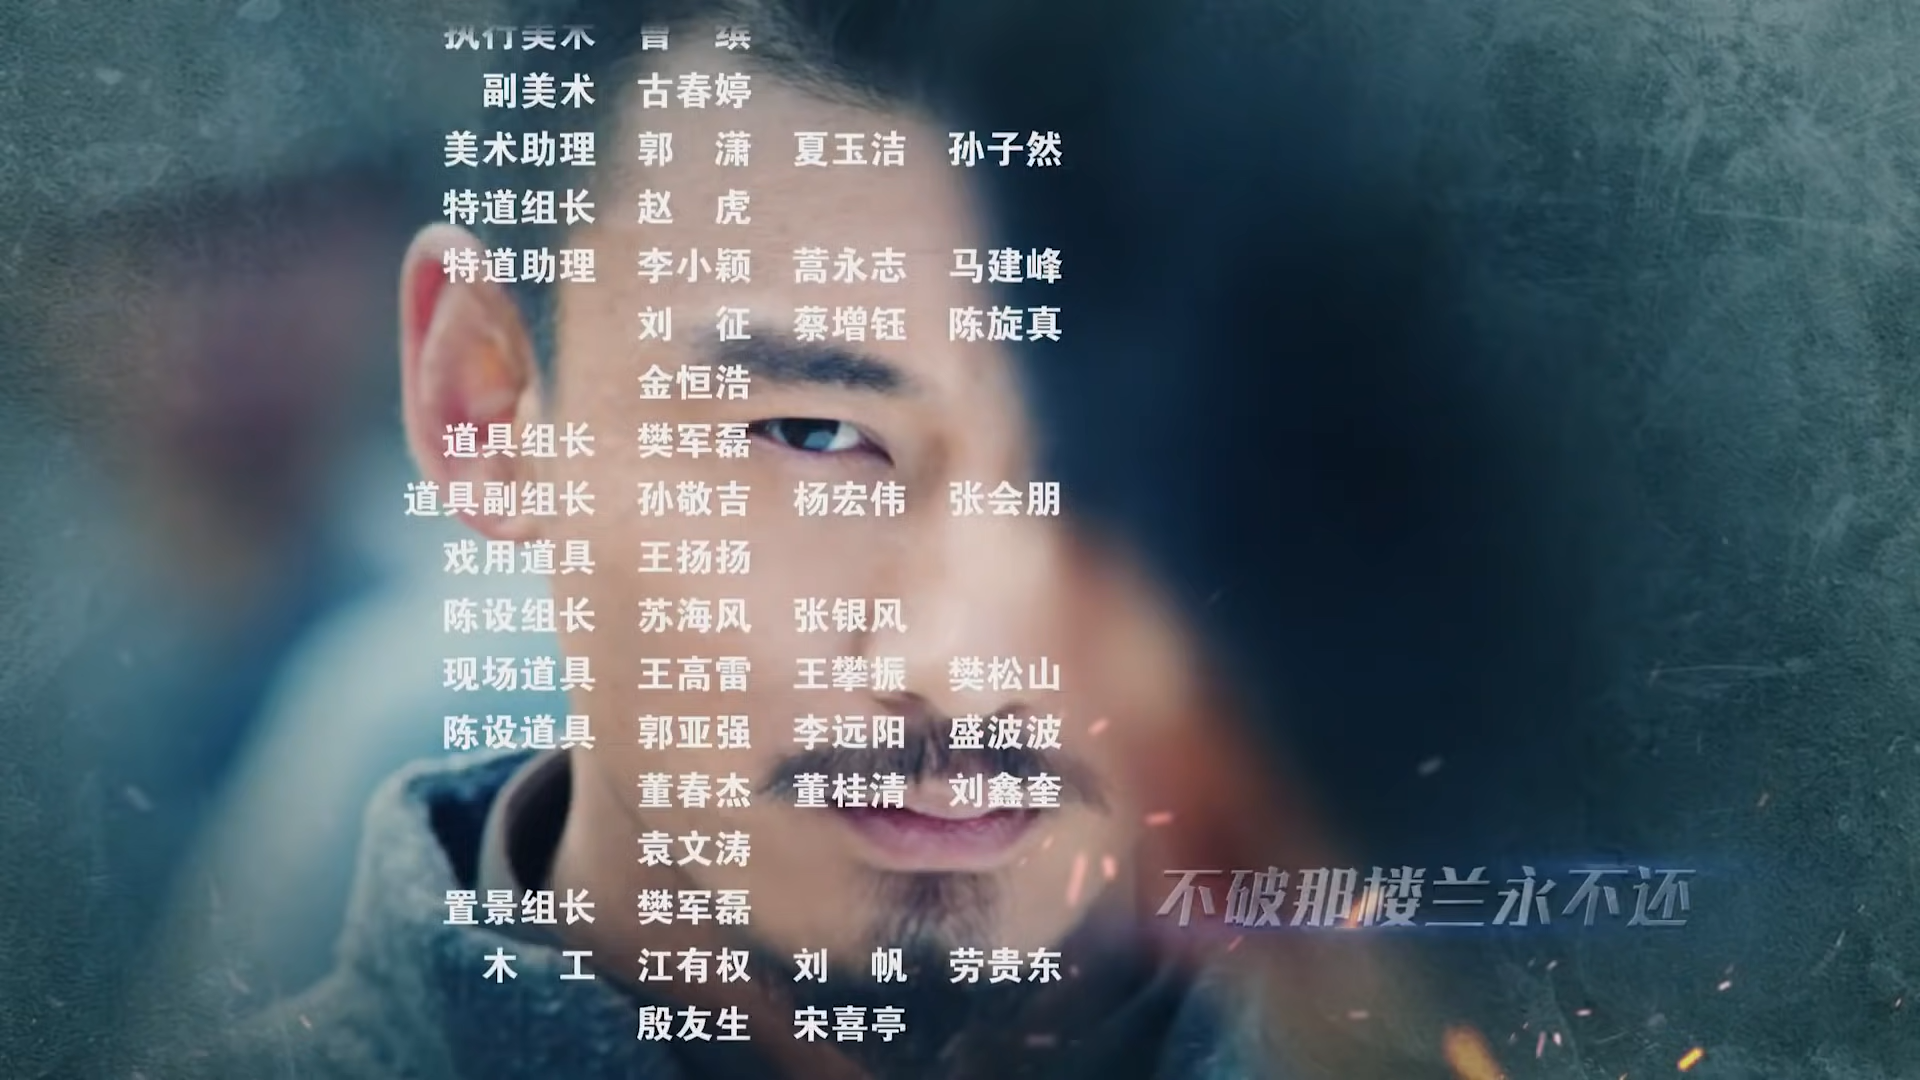 执行美术 曹 缤
副美术 古春婷
美术助理 郭 潇 夏玉洁 孙子然
特道组长 赵 虎
特道助理 李小颖 蒿永志 马建峰
刘 征 蔡增钰 陈旋真
金恒浩
道具组长 樊军磊
道具副组长 孙敬吉 杨宏伟 张会朋
戏用道具 王扬扬
陈设组长 苏海风 张银风
现场道具 王高雷 王攀振 樊松山
陈设道具 郭亚强 李远阳 盛波波
董春杰 董桂清 刘鑫奎
袁文涛
不破那楼兰永不还
置景组长 樊军磊
木 工 江有权 刘 帆 劳贵东
殷友生 宋喜亭